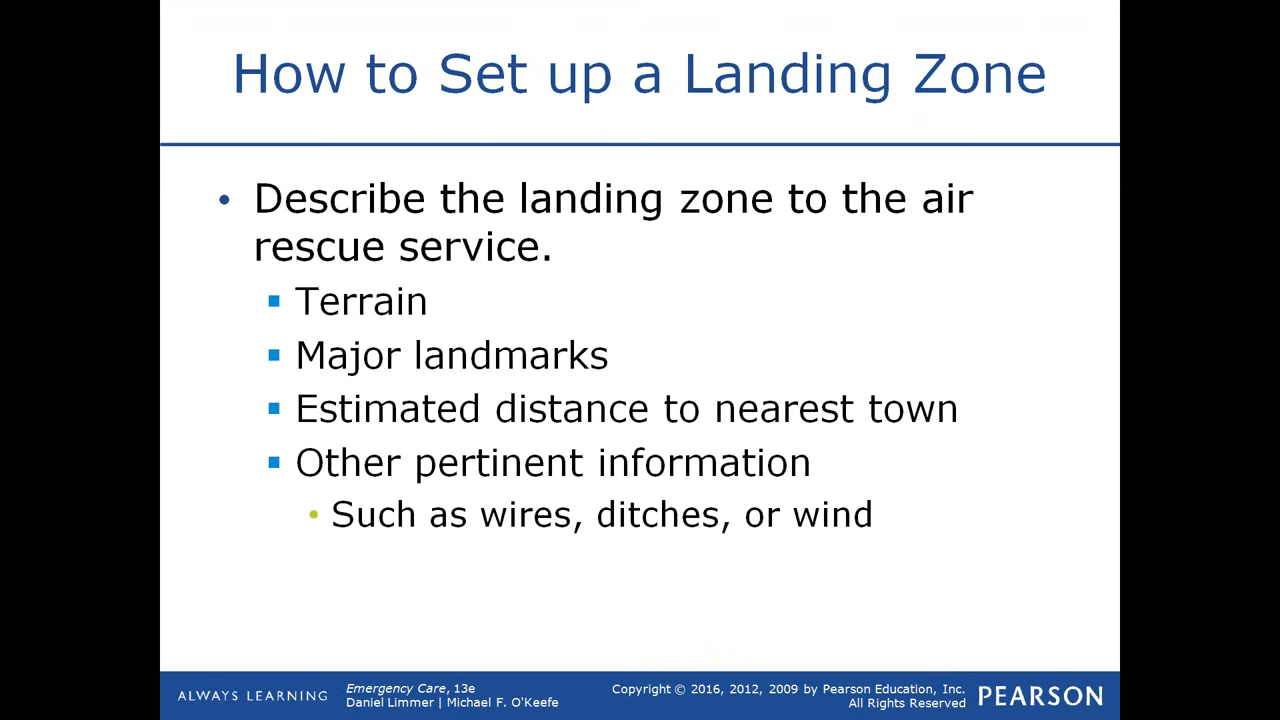 How to Set up a Landing Zone
• Describe the landing zone to the air
rescue service.
▪ Terrain
▪ Major landmarks
▪ Estimated distance to nearest town
▪ Other pertinent information
• Such as wires, ditches, or wind
ALWAYS LEARNING
Emergency Care, 13e
Daniel Limmer | Michael F. O'Keefe
Copyright © 2016, 2012, 2009 by Pearson Education, Inc.
All Rights Reserved
PEARSON